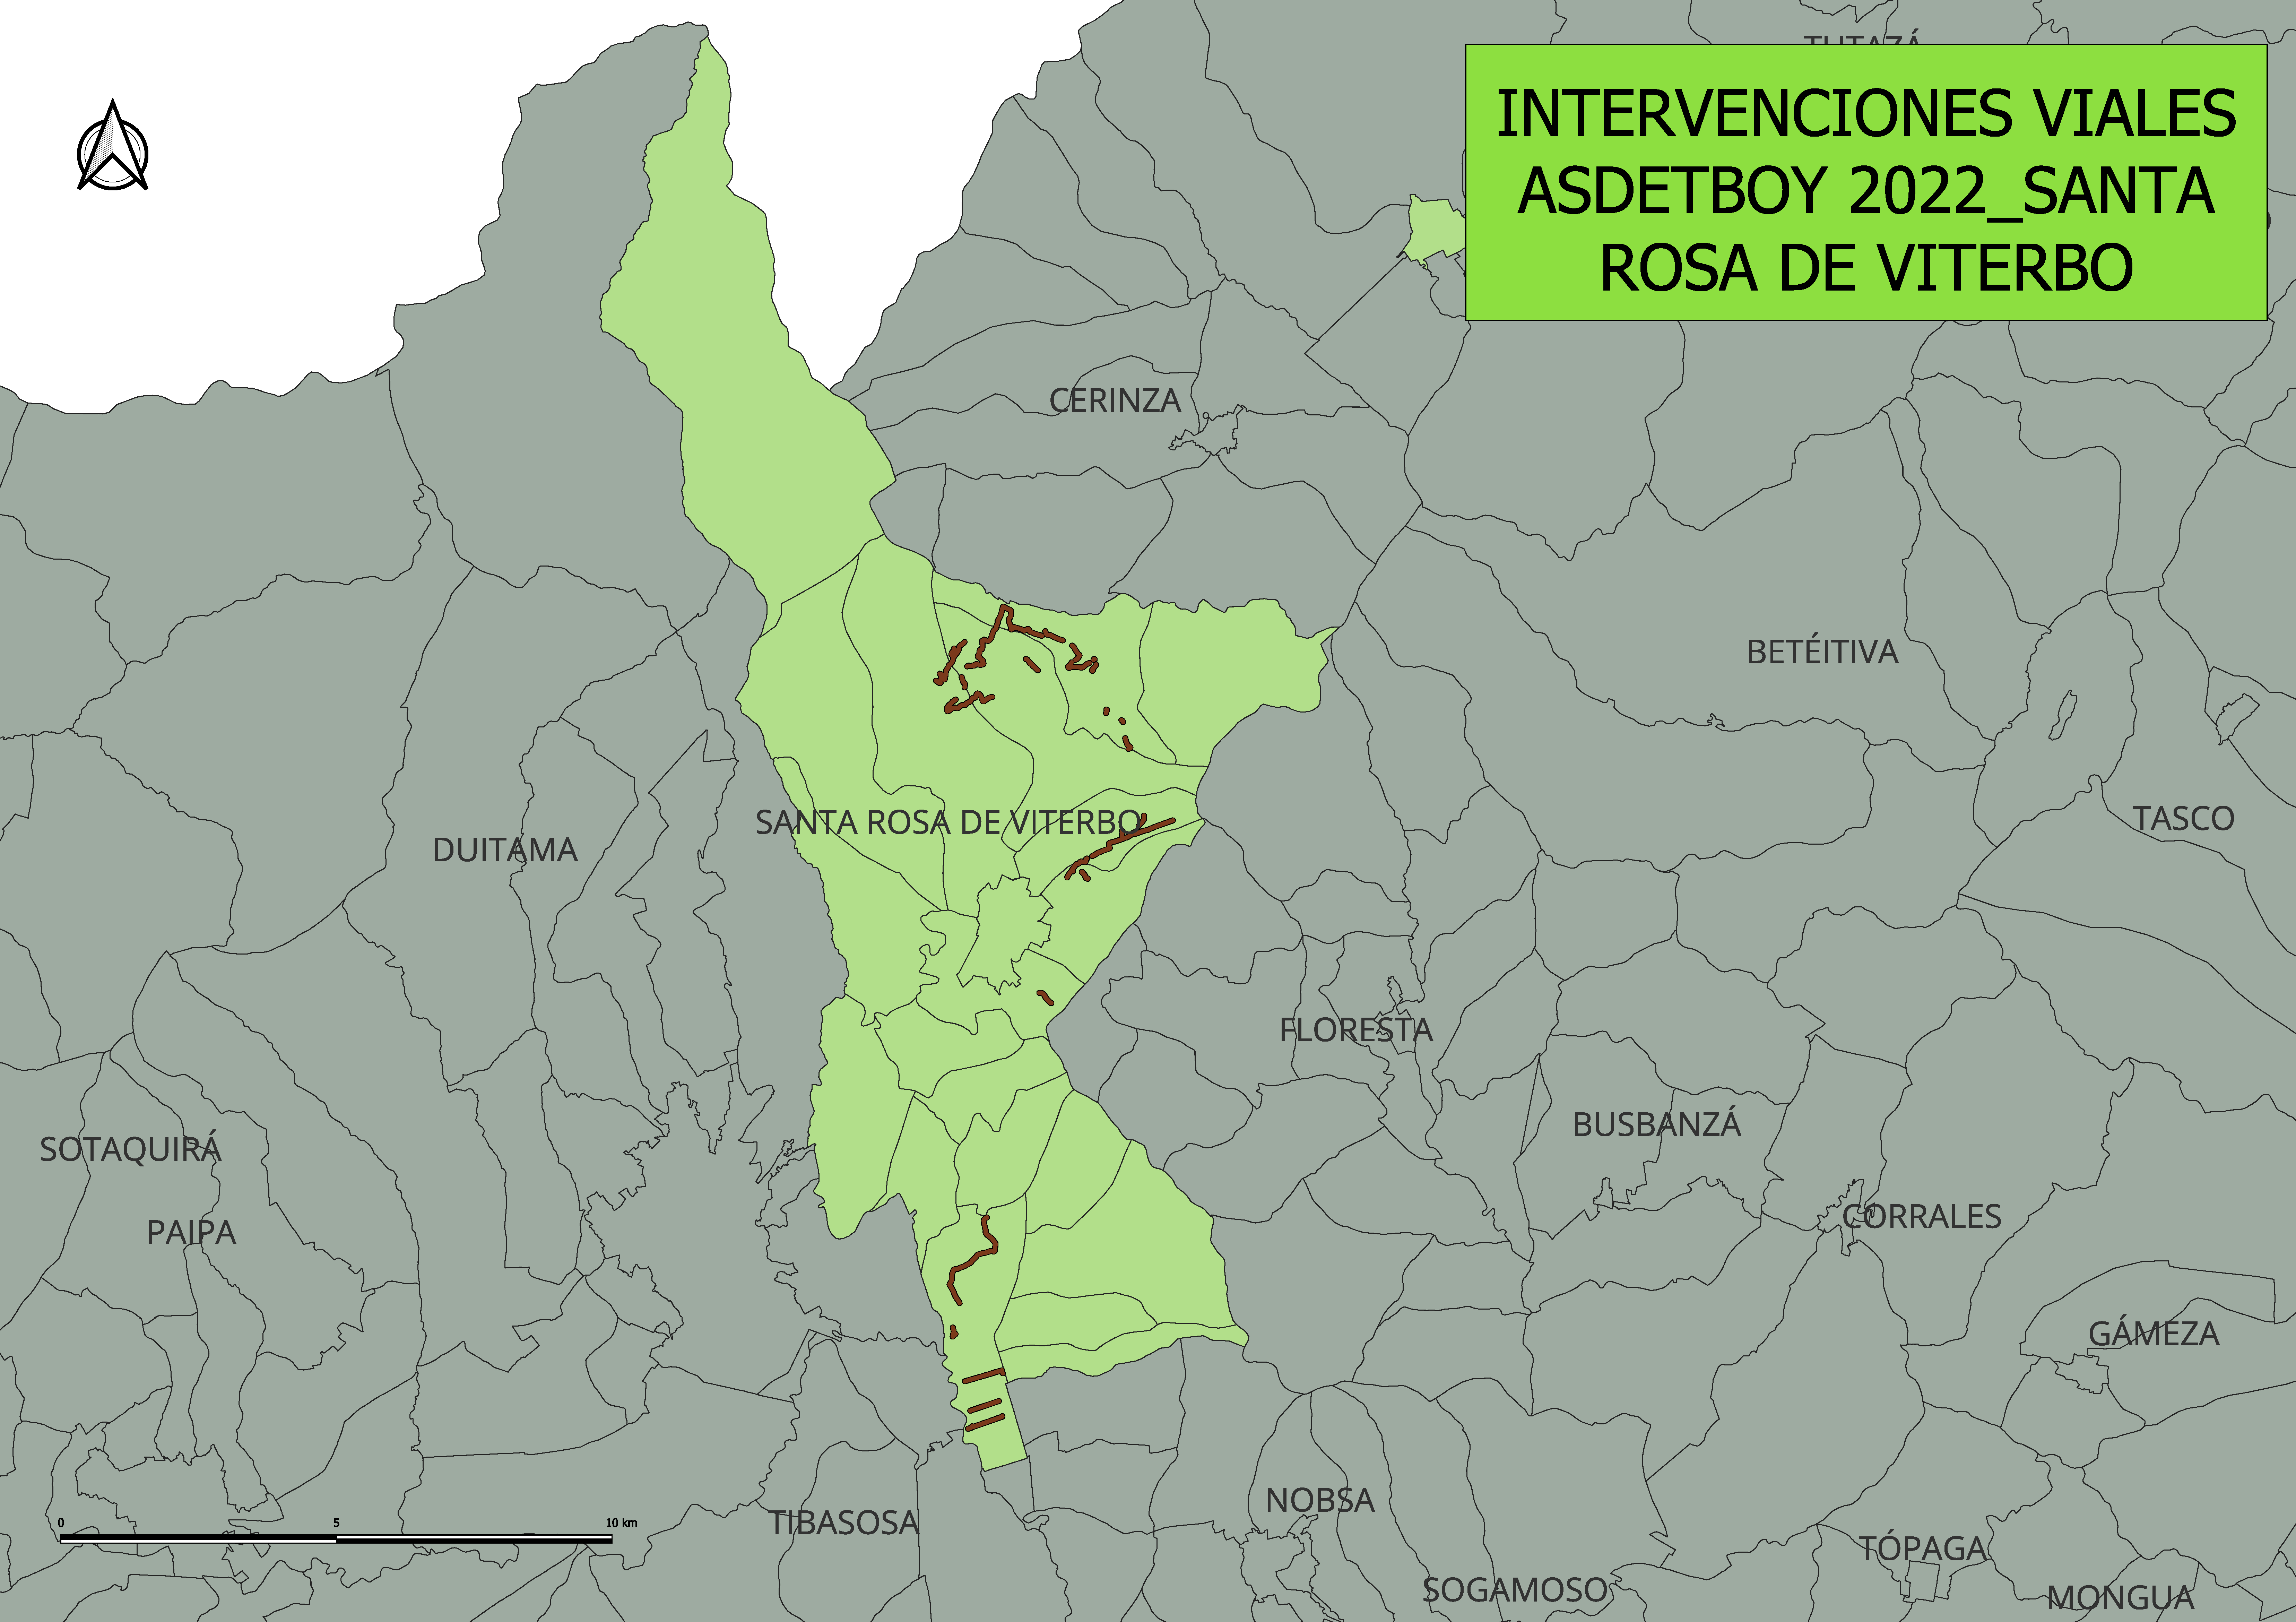 TUTAZÁ
INTERVENCIONES VIALES
ASDETBOY 2022_SANTA
ROSA DE VITERBO
CERINZA
BETÉITIVA
TASCO
SANTA ROSA DE VITERBO
DUITAMA
FLORESTA
BUSBANZÁ
SOTAQUIRÁ
CORRALES
PAIPA
GÁMEZA
NOBSA
TIBASOSA
0 5 10 km
TÓPAGA
SOGAMOSO
MONGUA